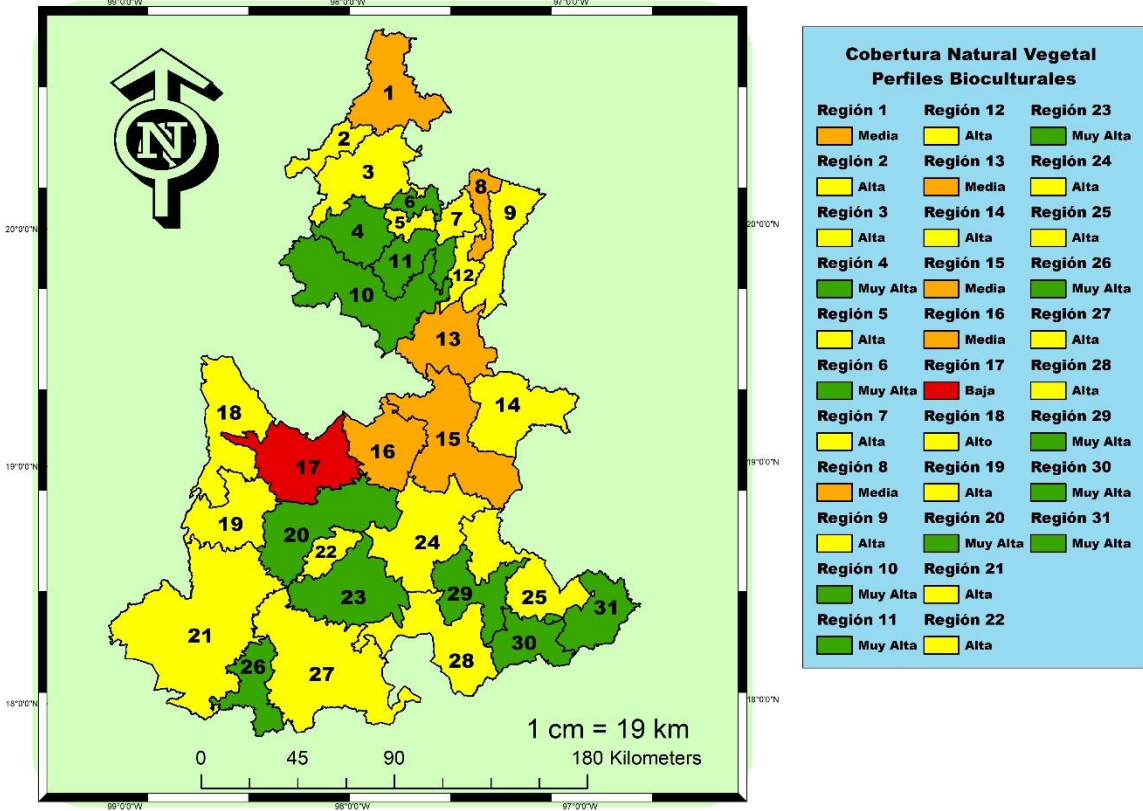 99°0'0"W 98°0'0"W 97°0'0"W
N
1
2
3
4
5
6
7
8
9
10
11
12
13
14
15
16
17
18
19
20
21
22
23
24
25
26
27
28
29
30
31
20°0'0"N 20°0'0"N
19°0'0"N 19°0'0"N
18°0'0"N 18°0'0"N
1 cm = 19 km
0 45 90 180 Kilometers
99°0'0"W 98°0'0"W 97°0'0"W
Cobertura Natural Vegetal
Perfiles Bioculturales
Región 1 Región 12 Región 23
Media Alta Muy Alta
Región 2 Región 13 Región 24
Alta Media Alta
Región 3 Región 14 Región 25
Alta Alta Alta
Región 4 Región 15 Región 26
Muy Alta Media Muy Alta
Región 5 Región 16 Región 27
Alta Media Alta
Región 6 Región 17 Región 28
Muy Alta Baja Alta
Región 7 Región 18 Región 29
Alta Alto Muy Alta
Región 8 Región 19 Región 30
Media Alta Muy Alta
Región 9 Región 20 Región 31
Alta Muy Alta Muy Alta
Región 10 Región 21
Muy Alta Alta
Región 11 Región 22
Muy Alta Alta